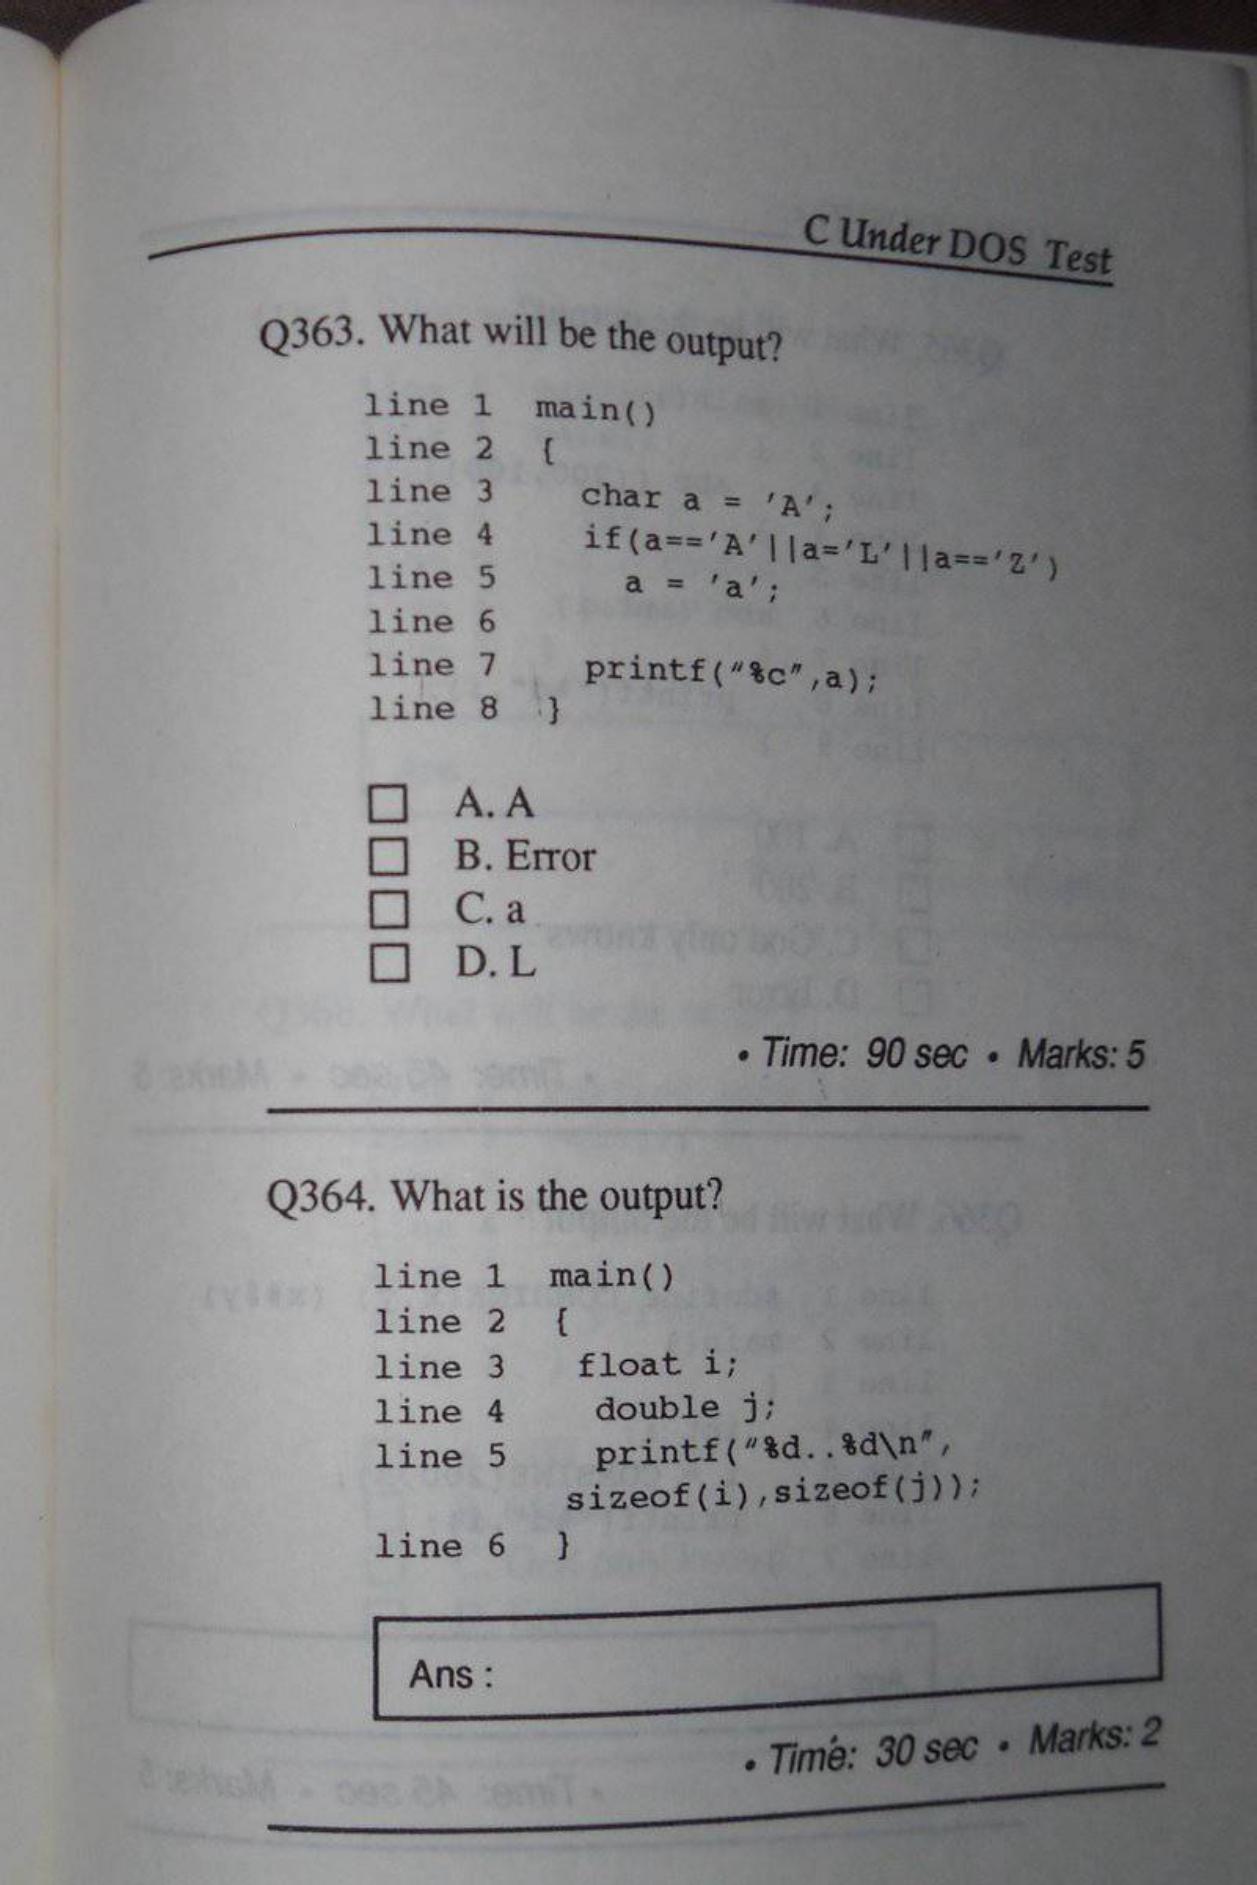 C Under DOS Test
Q363. What will be the output?
line 1 main()
line 2 {
line 3 char a = 'A';
line 4 if(a=='A'||a='L'||a=='Z')
line 5 a = 'a';
line 6
line 7 printf("%c",a);
line 8 }
A. A
B. Error
C. a
D. L
• Time: 90 sec • Marks: 5
Q364. What is the output?
line 1 main()
line 2 {
line 3 float i;
line 4 double j;
line 5 printf("%d..%d\n",
sizeof(i),sizeof(j));
line 6 }
Ans :
• Time: 30 sec • Marks: 2